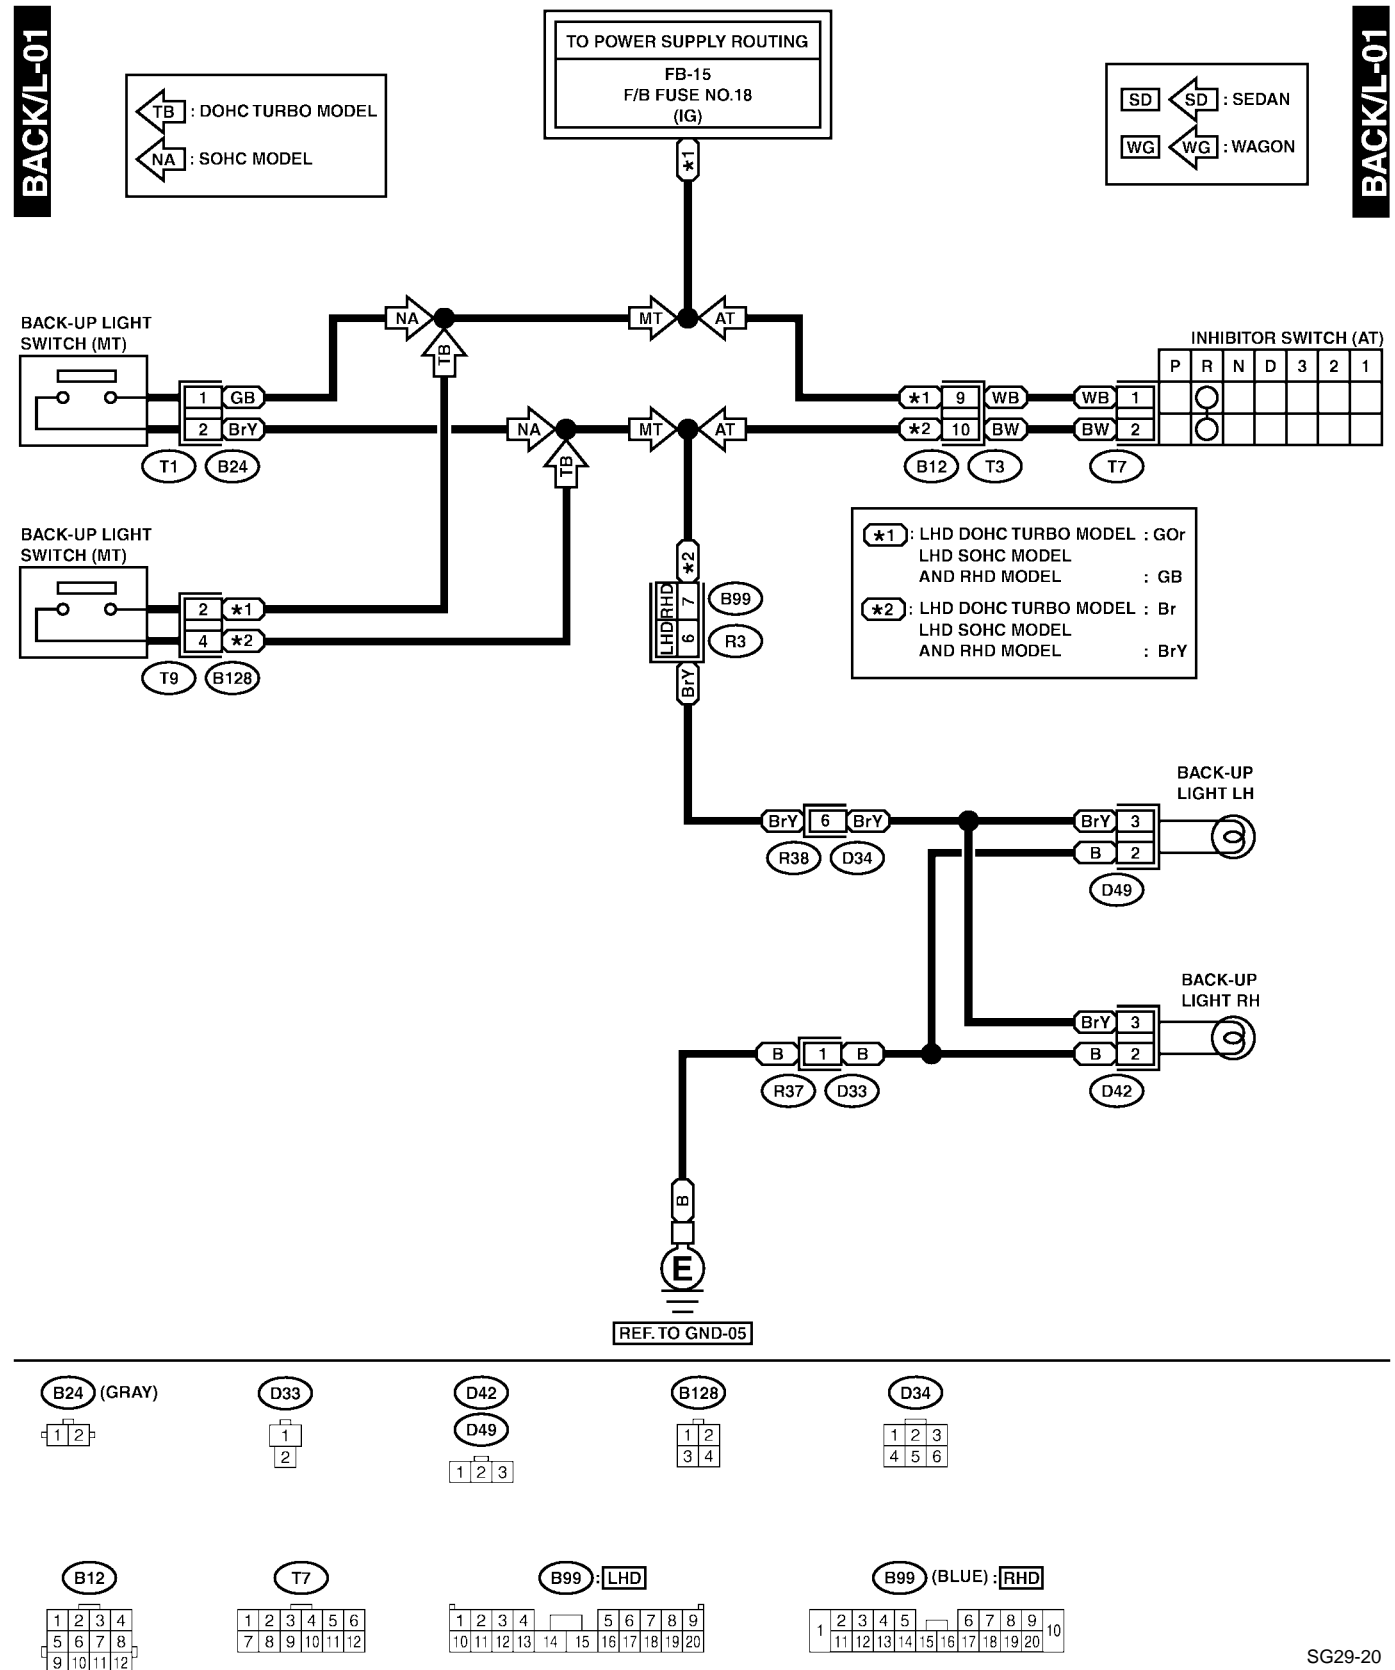 BACK/L-01
BACK/L-01
TO POWER SUPPLY ROUTING
FB-15
F/B FUSE NO.18
(IG)
TB : DOHC TURBO MODEL
NA : SOHC MODEL
SD SD : SEDAN
WG WG : WAGON
*1
NA MT AT
TB
BACK-UP LIGHT
SWITCH (MT)
1 GB
2 BrY
T1 B24
NA MT AT
TB
INHIBITOR SWITCH (AT)
P R N D 3 2 1
*1 9 WB WB 1
*2 10 BW BW 2
B12 T3 T7
BACK-UP LIGHT
SWITCH (MT)
2 *1
4 *2
T9 B128
*2
RHD 7 B99
LHD 6 R3
BrY
*1 : LHD DOHC TURBO MODEL : GOr
LHD SOHC MODEL
AND RHD MODEL : GB
*2 : LHD DOHC TURBO MODEL : Br
LHD SOHC MODEL
AND RHD MODEL : BrY
BACK-UP
LIGHT LH
BrY 6 BrY BrY 3
R38 D34 B 2
D49
BACK-UP
LIGHT RH
BrY 3
B 1 B B 2
R37 D33 D42
B
E
REF. TO GND-05
B24 (GRAY)
1 2
D33
1
2
D42
D49
1 2 3
B128
1 2
3 4
D34
1 2 3
4 5 6
B12
1 2 3 4
5 6 7 8
9 10 11 12
T7
1 2 3 4 5 6
7 8 9 10 11 12
B99 : LHD
1 2 3 4 5 6 7 8 9
10 11 12 13 14 15 16 17 18 19 20
B99 (BLUE) : RHD
1 2 3 4 5 6 7 8 9 10
11 12 13 14 15 16 17 18 19 20
SG29-20